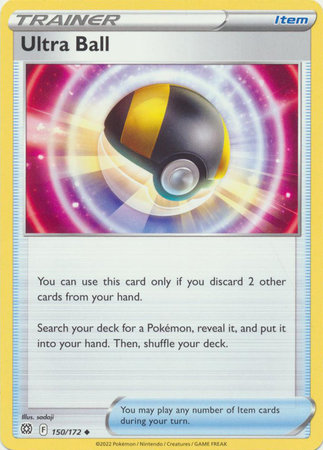 TRAINER Item
Ultra Ball
You can use this card only if you discard 2 other
cards from your hand.
Search your deck for a Pokémon, reveal it, and put it
into your hand. Then, shuffle your deck.
Illus. sadaji
F 150/172 ◆
You may play any number of Item cards
during your turn.
©2022 Pokémon / Nintendo / Creatures / GAME FREAK